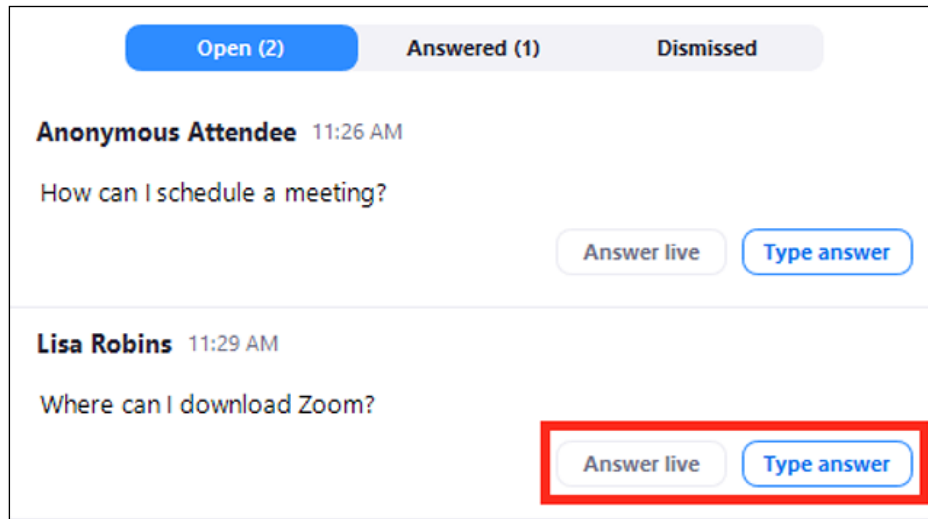 Open (2) Answered (1) Dismissed
Anonymous Attendee 11:26 AM
How can I schedule a meeting?
Answer live Type answer
Lisa Robins 11:29 AM
Where can I download Zoom?
Answer live Type answer